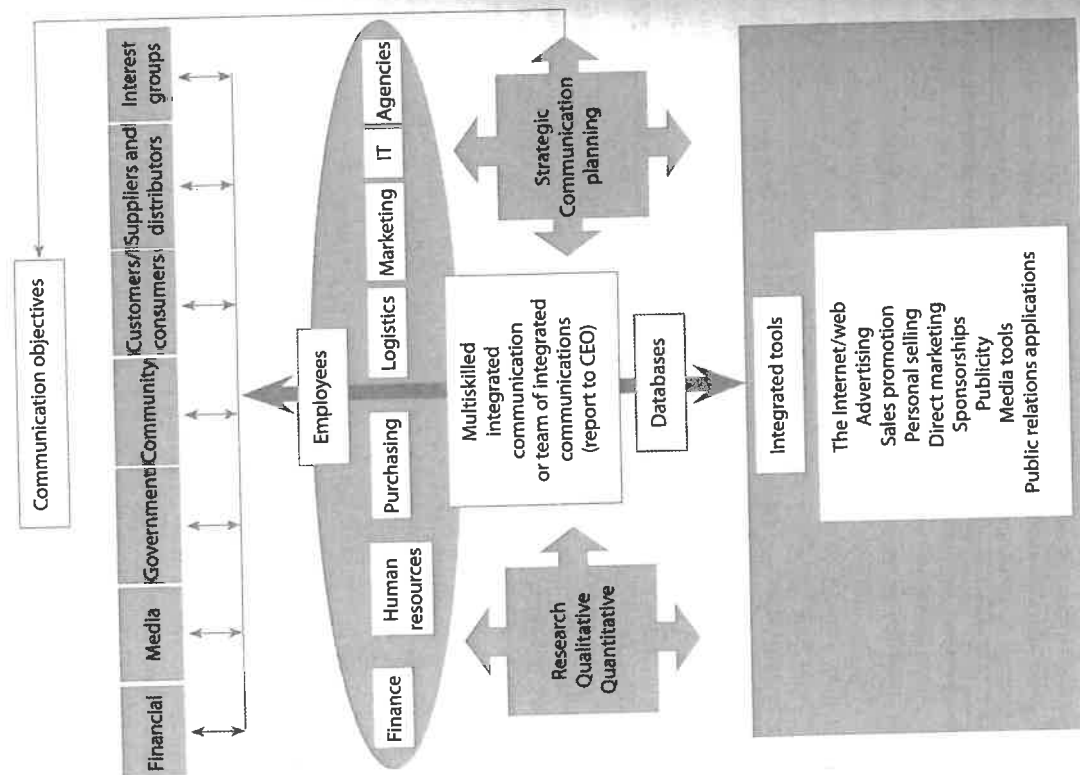 Communication objectives
Financial
Media
Government
Community
Customers/
consumers
Suppliers and
distributors
Interest
groups
Employees
Finance
Human
resources
Purchasing
Logistics
Marketing
IT
Agencies
Research
Qualitative
Quantitative
Multiskilled
integrated
communication
or team of integrated
communications
(report to CEO)
Strategic
Communication
planning
Databases
Integrated tools
The Internet/web
Advertising
Sales promotion
Personal selling
Direct marketing
Sponsorships
Publicity
Media tools
Public relations applications